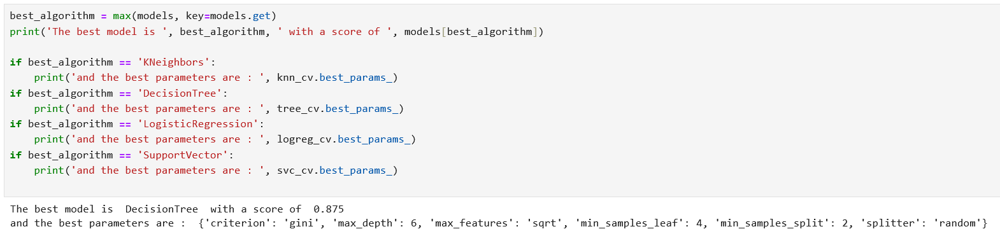 best_algorithm = max(models, key=models.get)
print('The best model is ', best_algorithm, ' with a score of ', models[best_algorithm])
if best_algorithm == 'KNeighbors':
    print('and the best parameters are : ', knn_cv.best_params_)
if best_algorithm == 'DecisionTree':
    print('and the best parameters are : ', tree_cv.best_params_)
if best_algorithm == 'LogisticRegression':
    print('and the best parameters are : ', logreg_cv.best_params_)
if best_algorithm == 'SupportVector':
    print('and the best parameters are : ', svc_cv.best_params_)
The best model is  DecisionTree  with a score of  0.875
and the best parameters are :  {'criterion': 'gini', 'max_depth': 6, 'max_features': 'sqrt', 'min_samples_leaf': 4, 'min_samples_split': 2, 'splitter': 'random'}